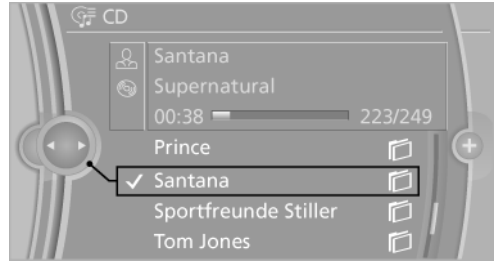 CD
Santana
Supernatural
00:38 223/249
Prince
Santana
Sportfreunde Stiller
Tom Jones